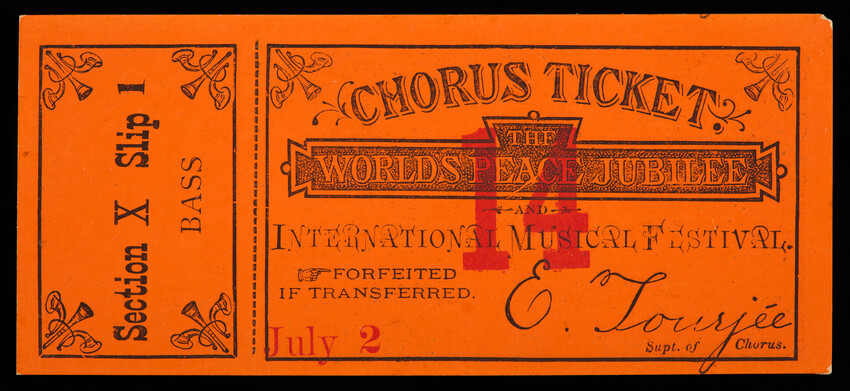 Section X Slip 1
BASS
CHORUS TICKET.
THE
WORLD'S PEACE JUBILEE
14
AND
INTERNATIONAL MUSICAL FESTIVAL.
FORFEITED
IF TRANSFERRED.
E. Tourjée
Supt. of Chorus.
July 2